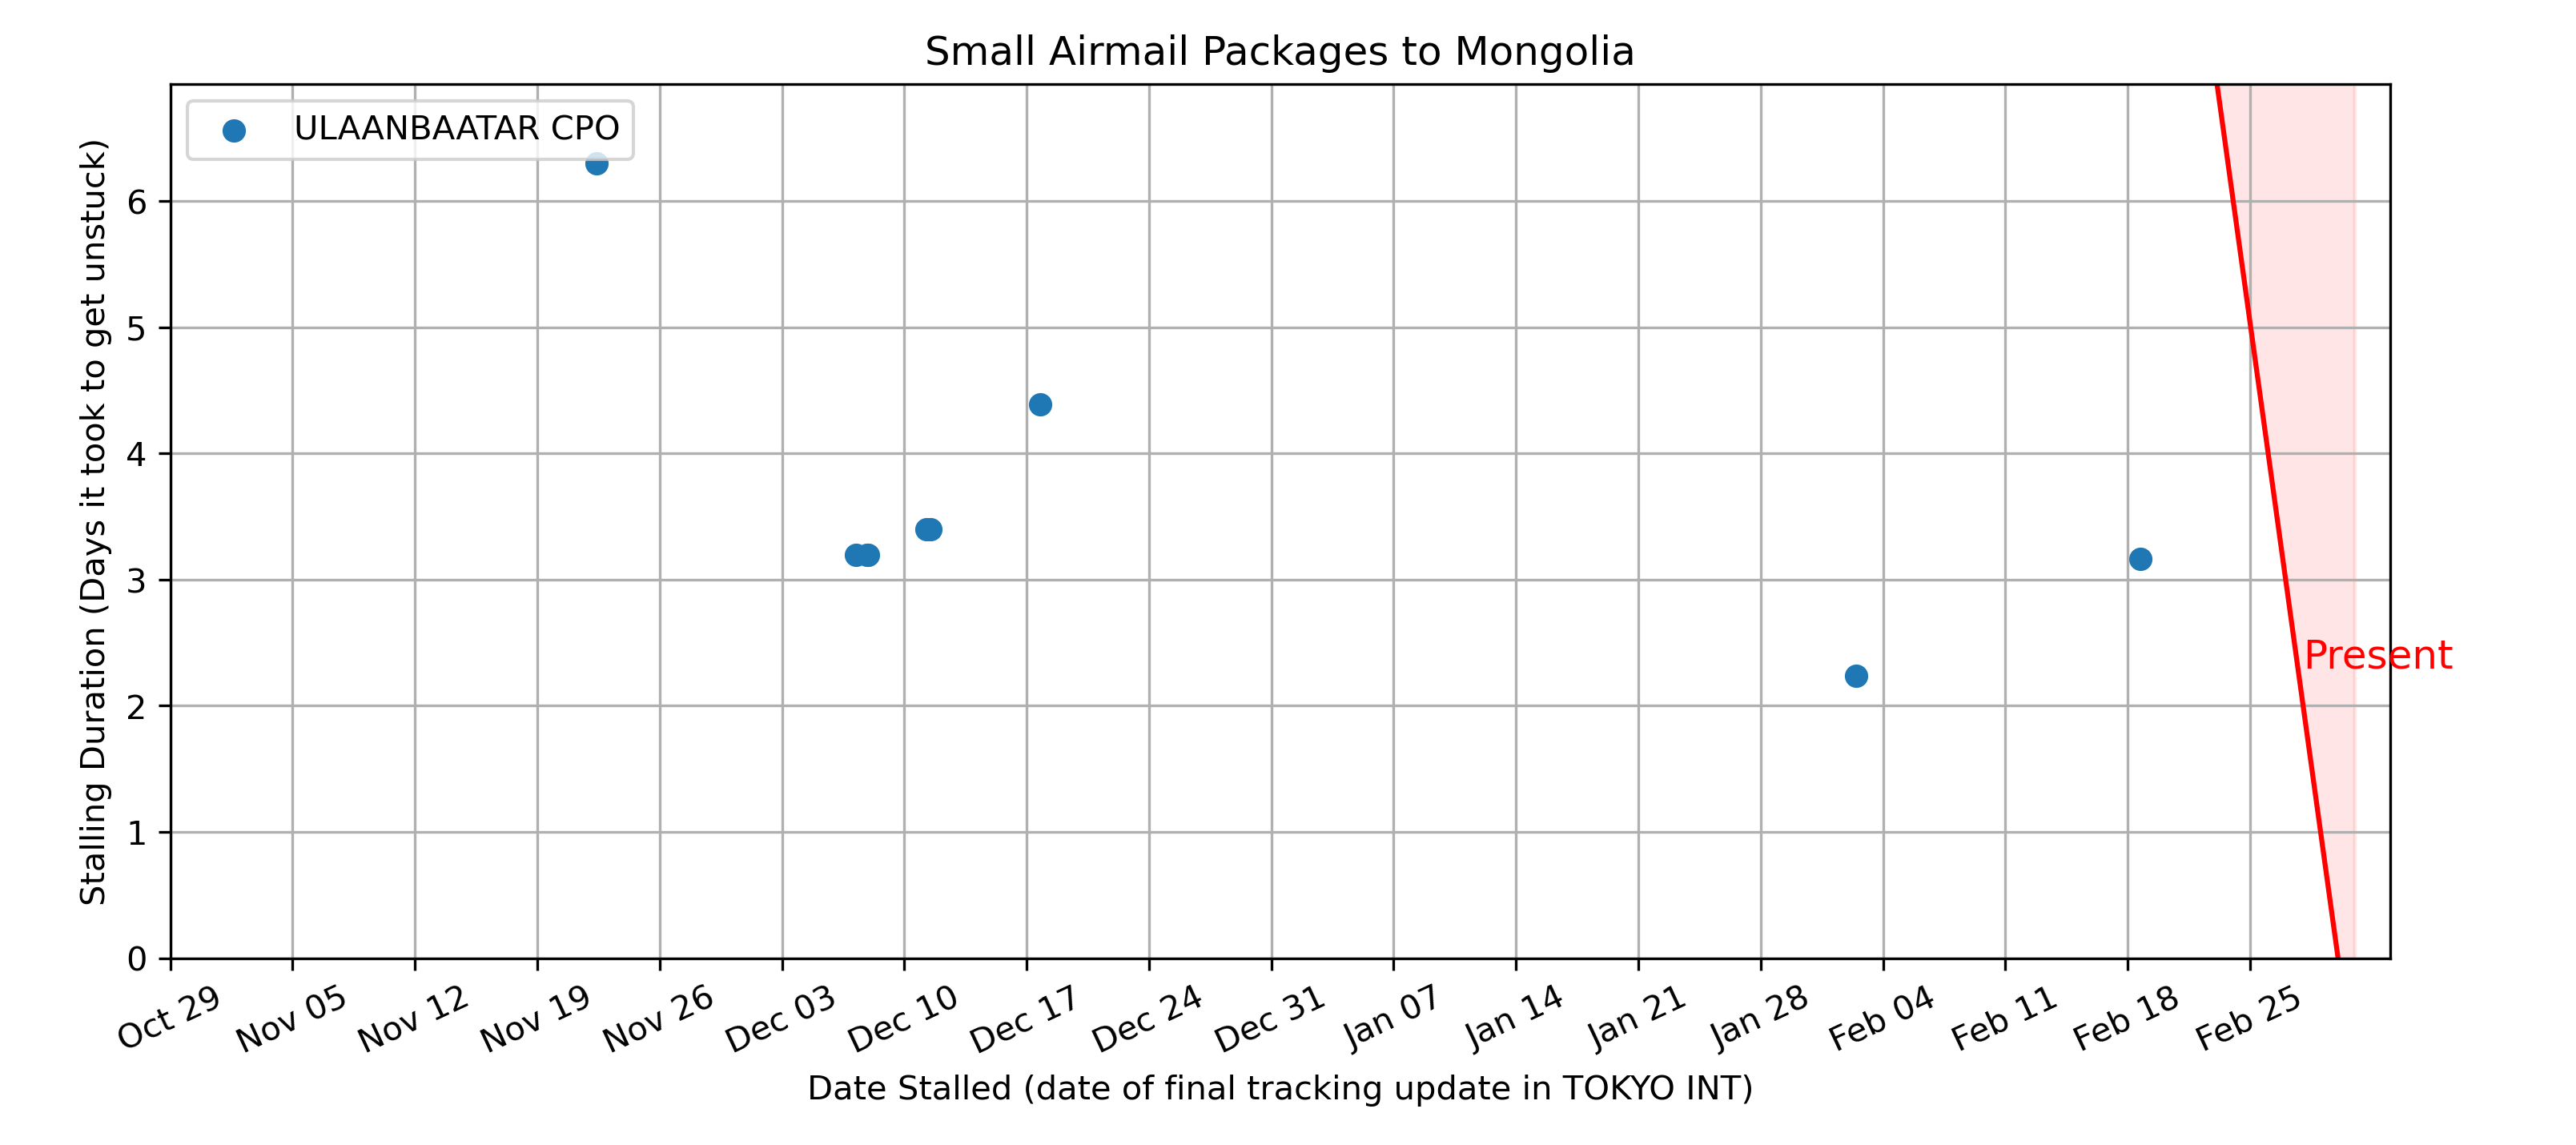 Small Airmail Packages to Mongolia
ULAANBAATAR CPO
Stalling Duration (Days it took to get unstuck)
6
5
4
3
2
1
0
Present
Oct 29
Nov 05
Nov 12
Nov 19
Nov 26
Dec 03
Dec 10
Dec 17
Dec 24
Dec 31
Jan 07
Jan 14
Jan 21
Jan 28
Feb 04
Feb 11
Feb 18
Feb 25
Date Stalled (date of final tracking update in TOKYO INT)